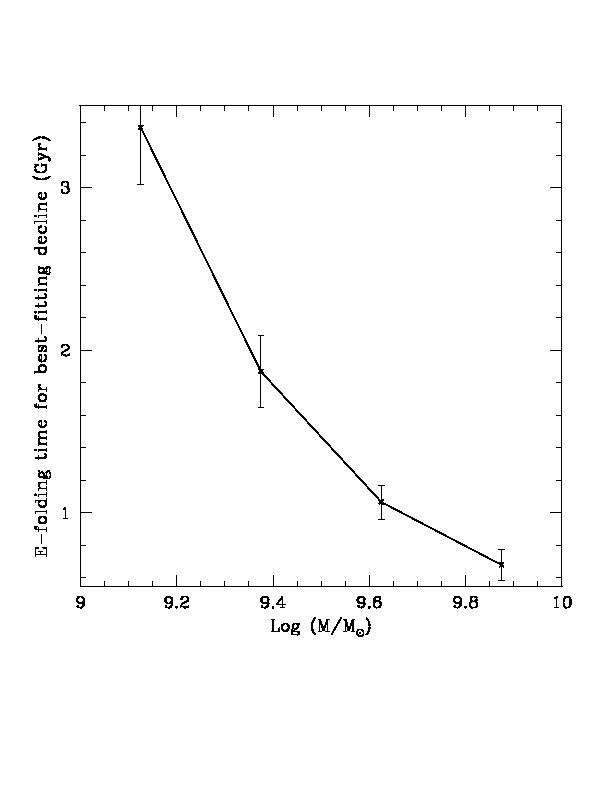 E-folding time for best-fitting decline (Gyr)
3
2
1
9 9.2 9.4 9.6 9.8 10
Log (M/M☉)